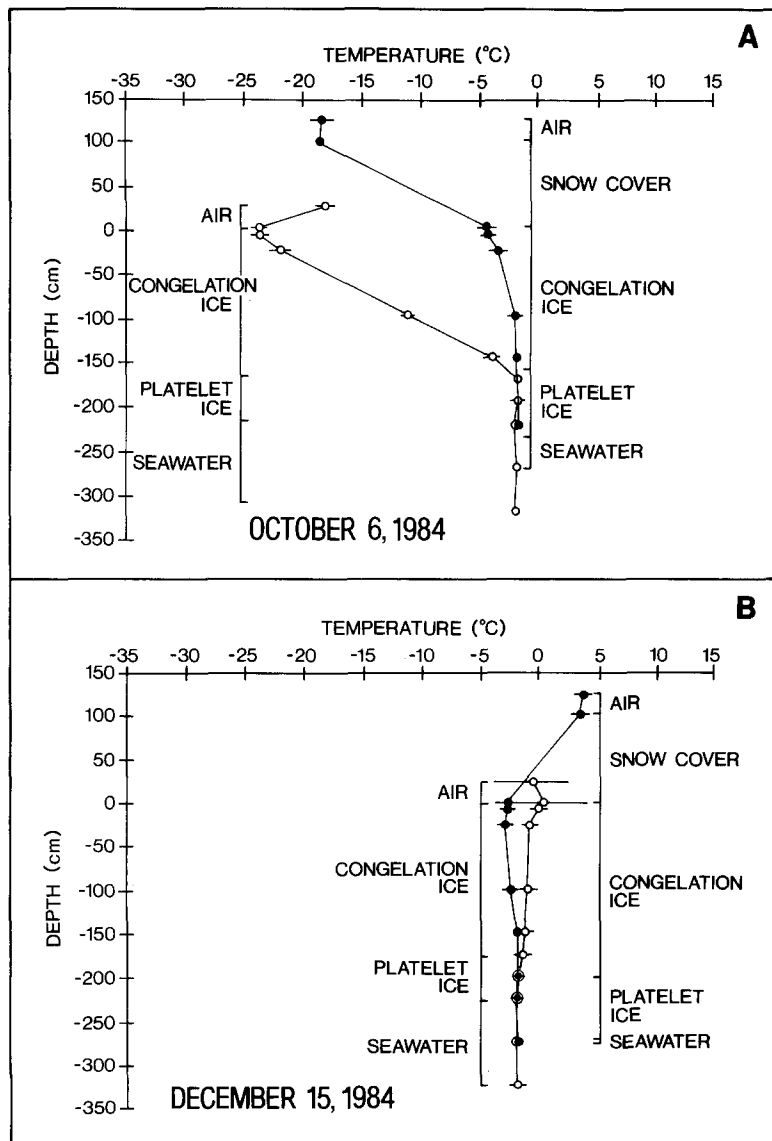 A
TEMPERATURE (°C)
-35 -30 -25 -20 -15 -10 -5 0 5 10 15
150
100
50
0
-50
-100
-150
-200
-250
-300
-350
DEPTH (cm)
AIR
CONGELATION
ICE
PLATELET
ICE
SEAWATER
AIR
SNOW COVER
CONGELATION
ICE
PLATELET
ICE
SEAWATER
OCTOBER 6, 1984
B
TEMPERATURE (°C)
-35 -30 -25 -20 -15 -10 -5 0 5 10 15
150
100
50
0
-50
-100
-150
-200
-250
-300
-350
DEPTH (cm)
AIR
CONGELATION
ICE
PLATELET
ICE
SEAWATER
AIR
SNOW COVER
CONGELATION
ICE
PLATELET
ICE
SEAWATER
DECEMBER 15, 1984